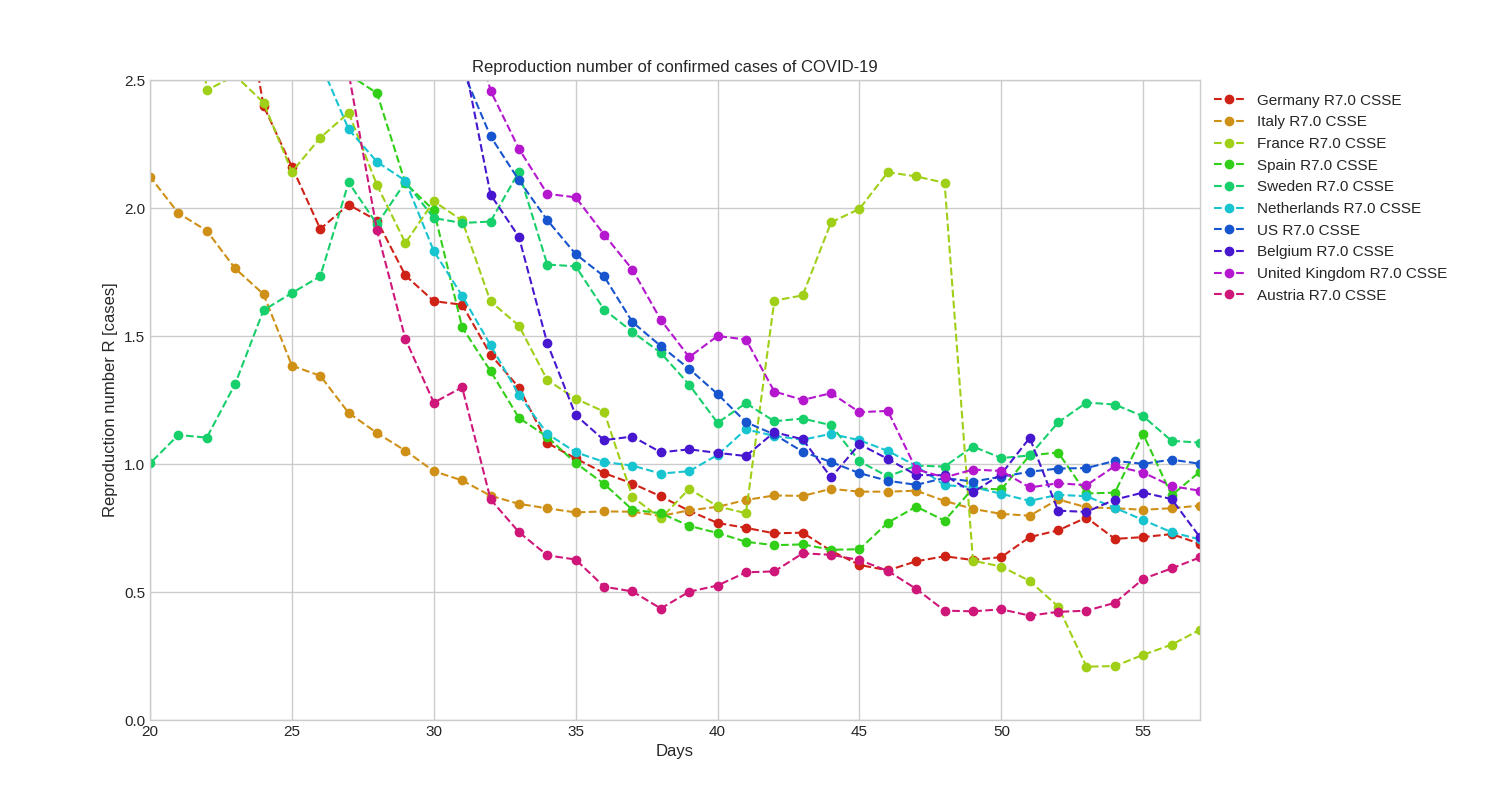 Reproduction number of confirmed cases of COVID-19
2.5
2.0
1.5
1.0
0.5
0.0
Reproduction number R [cases]
20 25 30 35 40 45 50 55
Days
Germany R7.0 CSSE
Italy R7.0 CSSE
France R7.0 CSSE
Spain R7.0 CSSE
Sweden R7.0 CSSE
Netherlands R7.0 CSSE
US R7.0 CSSE
Belgium R7.0 CSSE
United Kingdom R7.0 CSSE
Austria R7.0 CSSE